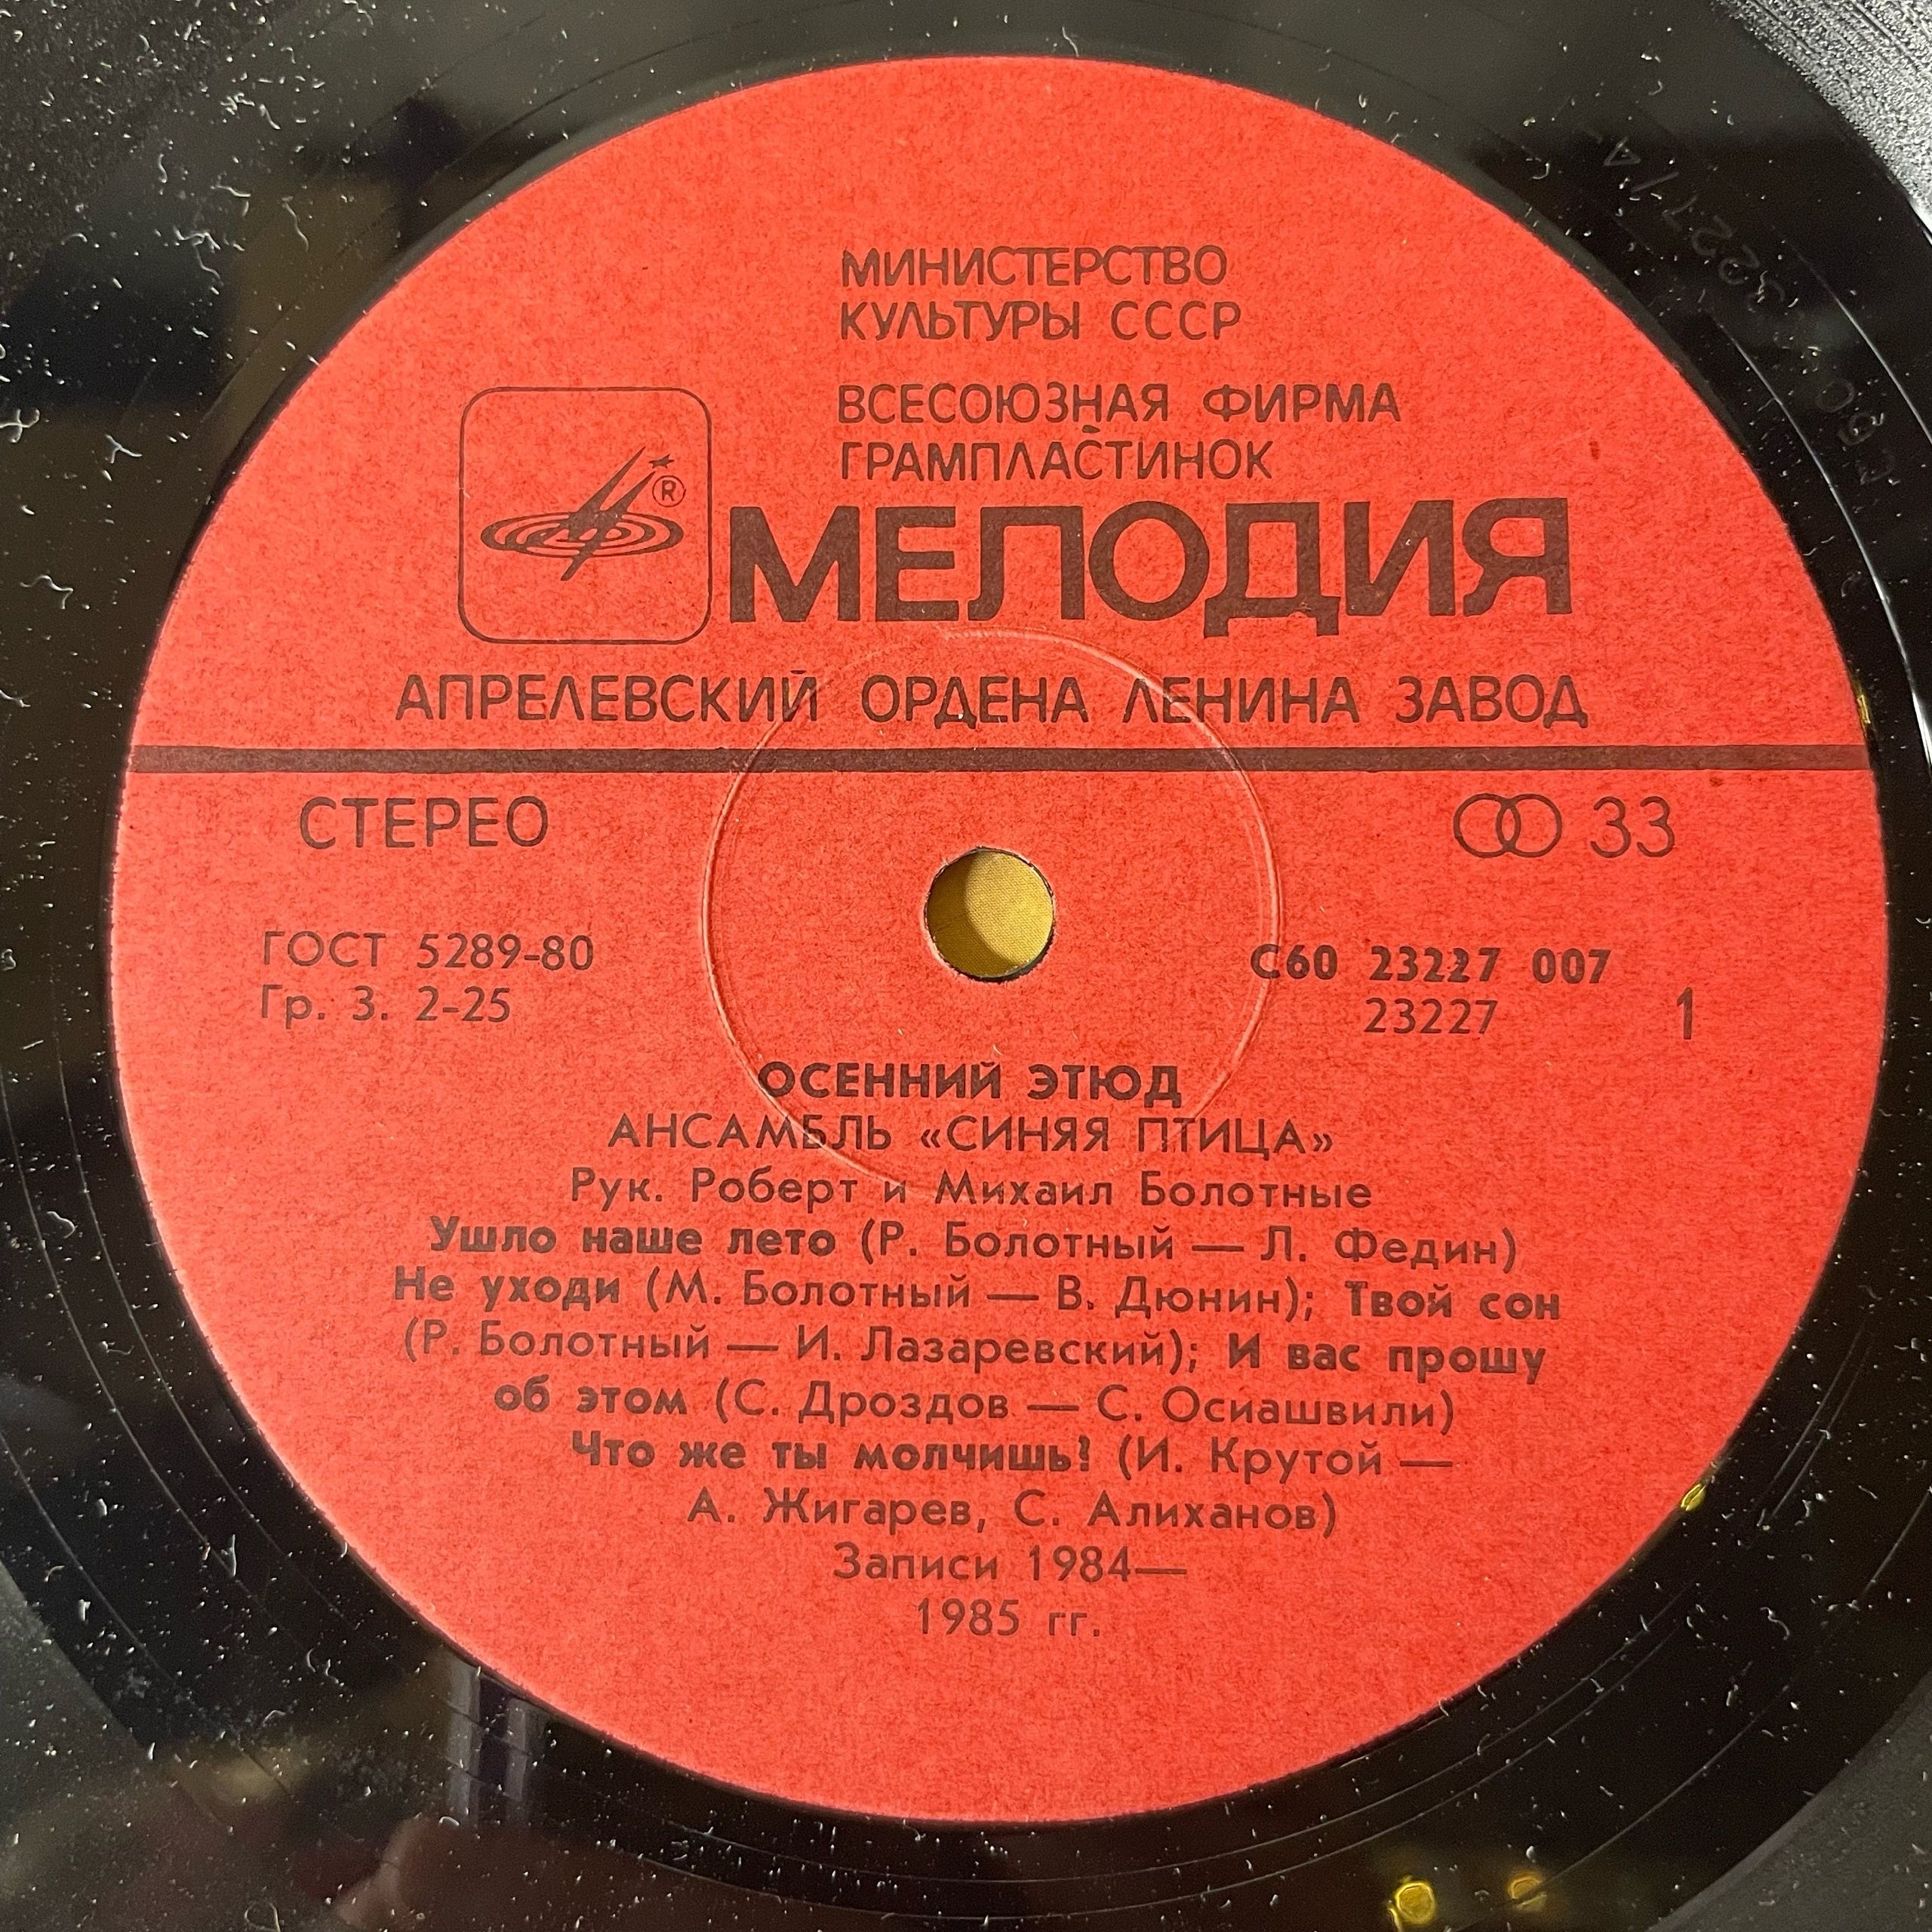 МИНИСТЕРСТВО
КУЛЬТУРЫ СССР
ВСЕСОЮЗНАЯ ФИРМА
ГРАМПЛАСТИНОК
®
МЕЛОДИЯ
АПРЕЛЕВСКИЙ ОРДЕНА ЛЕНИНА ЗАВОД
СТЕРЕО
33
ГОСТ 5289-80
Гр. 3. 2-25
С60 23227 007
23227
1
ОСЕННИЙ ЭТЮД
АНСАМБЛЬ «СИНЯЯ ПТИЦА»
Рук. Роберт и Михаил Болотные
Ушло наше лето (Р. Болотный — Л. Федин)
Не уходи (М. Болотный — В. Дюнин); Твой сон
(Р. Болотный — И. Лазаревский); И вас прошу
об этом (С. Дроздов — С. Осиашвили)
Что же ты молчишь? (И. Крутой —
А. Жигарев, С. Алиханов)
Записи 1984—
1985 гг.